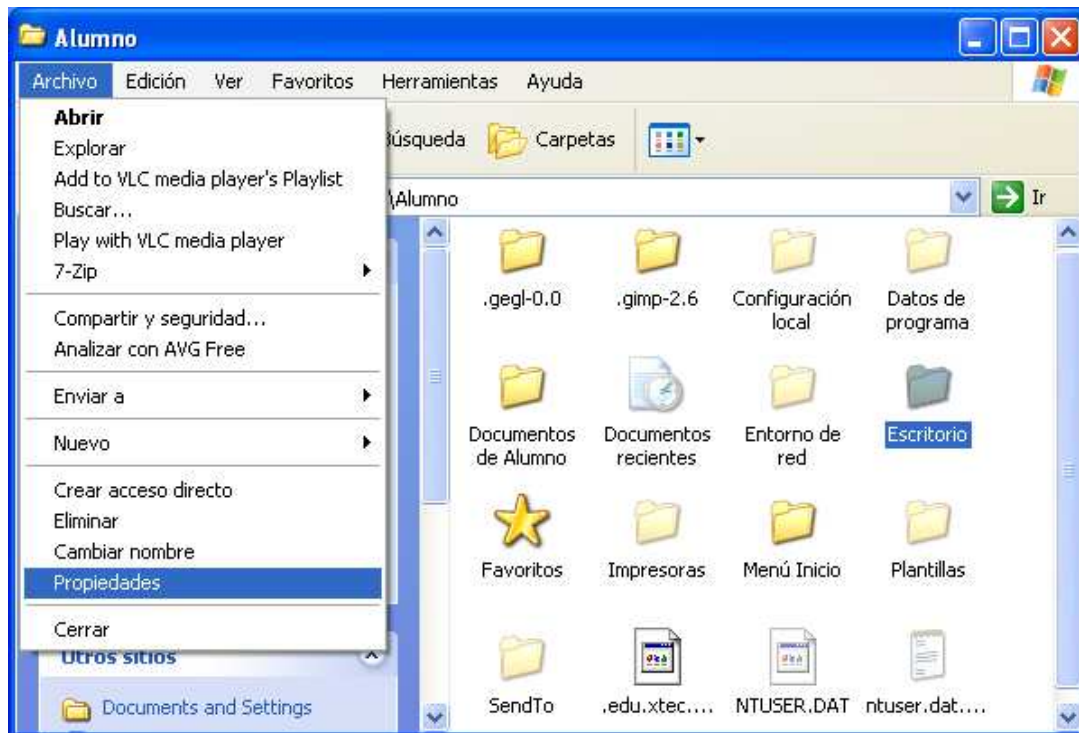 Alumno
Archivo Edición Ver Favoritos Herramientas Ayuda
Búsqueda Carpetas
\Alumno Ir
Abrir
Explorar
Add to VLC media player's Playlist
Buscar...
Play with VLC media player
7-Zip
Compartir y seguridad...
Analizar con AVG Free
Enviar a
Nuevo
Crear acceso directo
Eliminar
Cambiar nombre
Propiedades
Cerrar
Otros sitios
Documents and Settings
.gegl-0.0 .gimp-2.6 Configuración Datos de
local programa
Documentos Documentos Entorno de Escritorio
de Alumno recientes red
Favoritos Impresoras Menú Inicio Plantillas
SendTo .edu.xtec.... NTUSER.DAT ntuser.dat....